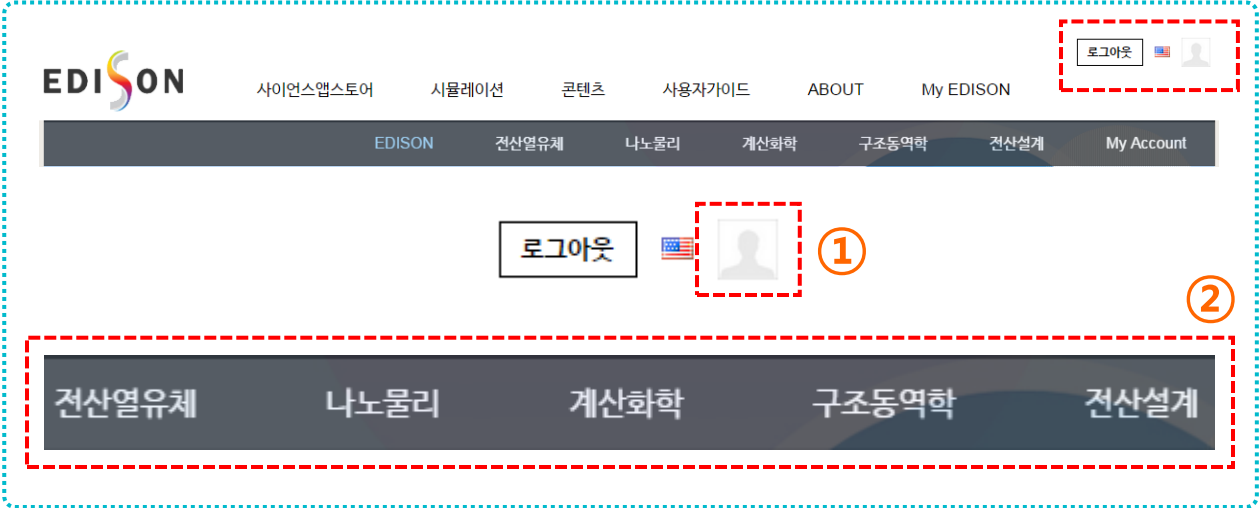 로그아웃
EDISON
사이언스앱스토어 시뮬레이션 콘텐츠 사용자가이드 ABOUT My EDISON
EDISON 전산열유체 나노물리 계산화학 구조동역학 전산설계 My Account
로그아웃 ①
②
전산열유체 나노물리 계산화학 구조동역학 전산설계